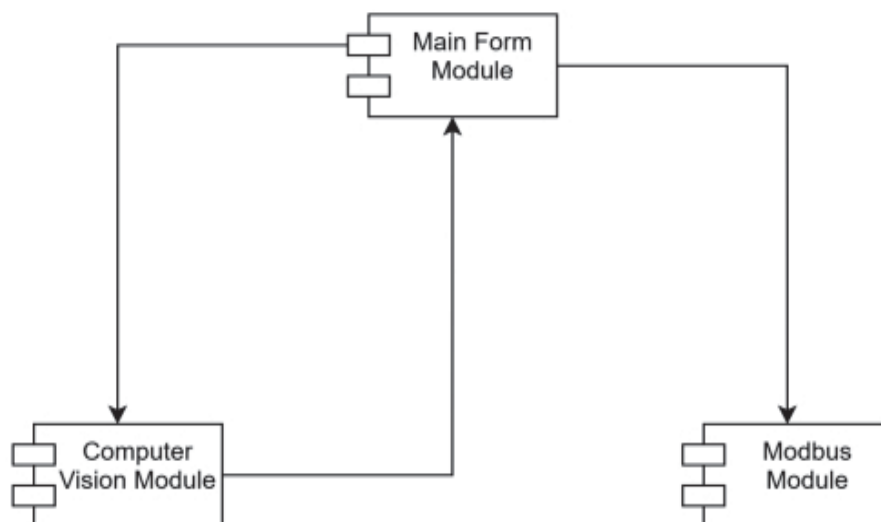 Main Form
Module
Computer
Vision Module
Modbus
Module